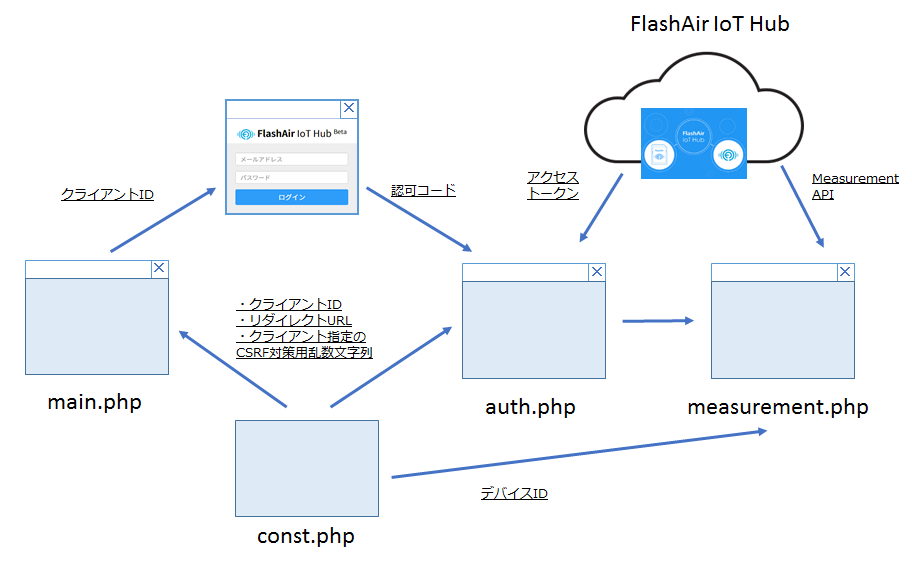 FlashAir IoT Hub
FlashAir IoT Hub Beta
メールアドレス
パスワード
ログイン
FlashAir
IoT Hub
クライアントID
認可コード
アクセス
トークン
Measurement
API
・クライアントID
・リダイレクトURL
・クライアント指定の
CSRF対策用乱数文字列
main.php
auth.php
measurement.php
デバイスID
const.php